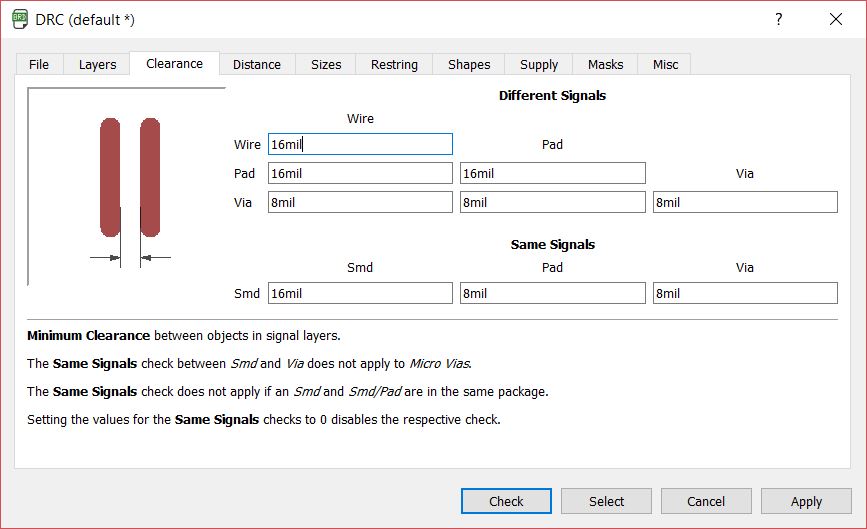 BRD DRC (default *) ?
File Layers Clearance Distance Sizes Restring Shapes Supply Masks Misc
Different Signals
Wire
Wire 16mil Pad
Pad 16mil 16mil Via
Via 8mil 8mil 8mil
Same Signals
Smd Pad Via
Smd 16mil 8mil 8mil
Minimum Clearance between objects in signal layers.
The Same Signals check between Smd and Via does not apply to Micro Vias.
The Same Signals check does not apply if an Smd and Smd/Pad are in the same package.
Setting the values for the Same Signals checks to 0 disables the respective check.
Check Select Cancel Apply